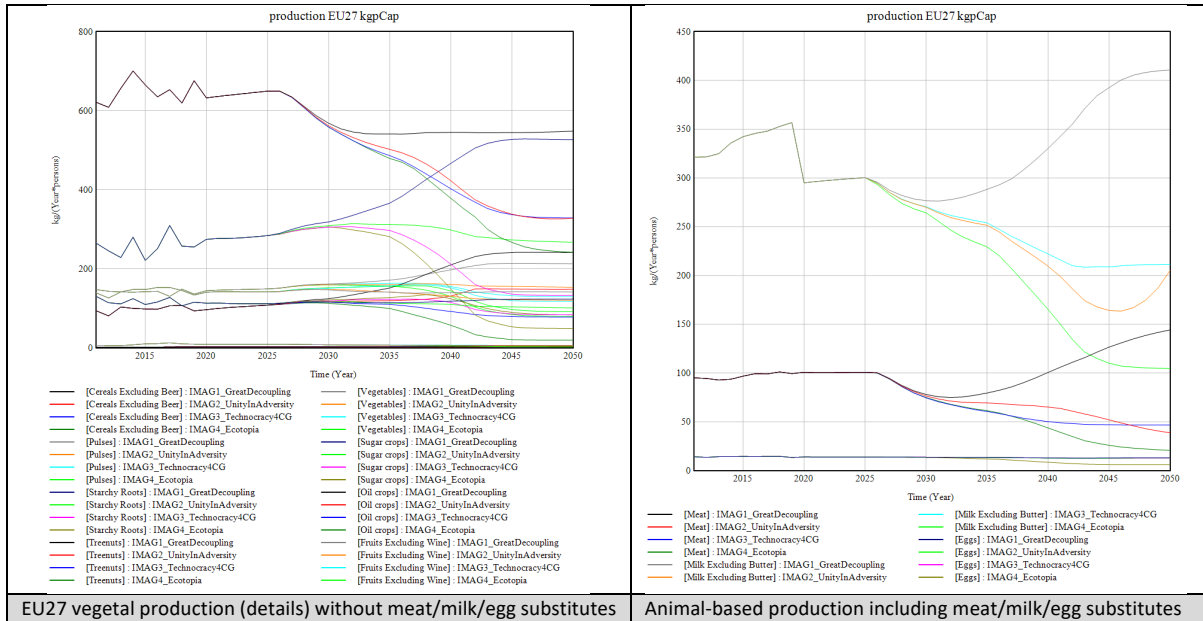 production EU27 kgpCap
800
600
400
200
0
kg/(Year*persons)
2015 2020 2025 2030 2035 2040 2045 2050
Time (Year)
[Cereals Excluding Beer] : IMAG1_GreatDecoupling
[Cereals Excluding Beer] : IMAG2_UnityInAdversity
[Cereals Excluding Beer] : IMAG3_Technocracy4CG
[Cereals Excluding Beer] : IMAG4_Ecotopia
[Pulses] : IMAG1_GreatDecoupling
[Pulses] : IMAG2_UnityInAdversity
[Pulses] : IMAG3_Technocracy4CG
[Pulses] : IMAG4_Ecotopia
[Starchy Roots] : IMAG1_GreatDecoupling
[Starchy Roots] : IMAG2_UnityInAdversity
[Starchy Roots] : IMAG3_Technocracy4CG
[Starchy Roots] : IMAG4_Ecotopia
[Treenuts] : IMAG1_GreatDecoupling
[Treenuts] : IMAG2_UnityInAdversity
[Treenuts] : IMAG3_Technocracy4CG
[Treenuts] : IMAG4_Ecotopia
[Vegetables] : IMAG1_GreatDecoupling
[Vegetables] : IMAG2_UnityInAdversity
[Vegetables] : IMAG3_Technocracy4CG
[Vegetables] : IMAG4_Ecotopia
[Sugar crops] : IMAG1_GreatDecoupling
[Sugar crops] : IMAG2_UnityInAdversity
[Sugar crops] : IMAG3_Technocracy4CG
[Sugar crops] : IMAG4_Ecotopia
[Oil crops] : IMAG1_GreatDecoupling
[Oil crops] : IMAG2_UnityInAdversity
[Oil crops] : IMAG3_Technocracy4CG
[Oil crops] : IMAG4_Ecotopia
[Fruits Excluding Wine] : IMAG1_GreatDecoupling
[Fruits Excluding Wine] : IMAG2_UnityInAdversity
[Fruits Excluding Wine] : IMAG3_Technocracy4CG
[Fruits Excluding Wine] : IMAG4_Ecotopia
EU27 vegetal production (details) without meat/milk/egg substitutes
production EU27 kgpCap
450
400
350
300
250
200
150
100
50
0
kg/(Year*persons)
2015 2020 2025 2030 2035 2040 2045 2050
Time (Year)
[Meat] : IMAG1_GreatDecoupling
[Meat] : IMAG2_UnityInAdversity
[Meat] : IMAG3_Technocracy4CG
[Meat] : IMAG4_Ecotopia
[Milk Excluding Butter] : IMAG1_GreatDecoupling
[Milk Excluding Butter] : IMAG2_UnityInAdversity
[Milk Excluding Butter] : IMAG3_Technocracy4CG
[Milk Excluding Butter] : IMAG4_Ecotopia
[Eggs] : IMAG1_GreatDecoupling
[Eggs] : IMAG2_UnityInAdversity
[Eggs] : IMAG3_Technocracy4CG
[Eggs] : IMAG4_Ecotopia
Animal-based production including meat/milk/egg substitutes